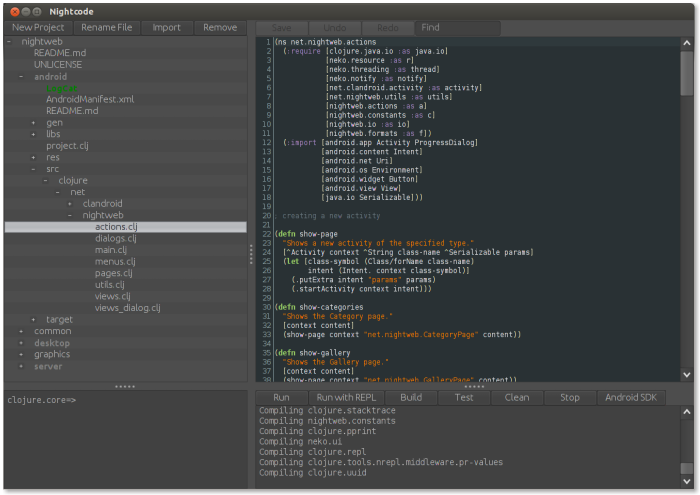 Nightcode
New Project Rename File Import Remove
nightweb
README.md
UNLICENSE
android
AndroidManifest.xml
README.md
gen
libs
project.clj
res
src
clojure
net
clandroid
nightweb
actions.clj
dialogs.clj
main.clj
menus.clj
pages.clj
utils.clj
views.clj
views_dialog.clj
target
common
desktop
graphics
server
Save Undo Redo Find
1 (ns net.nightweb.actions
2 (:require [clojure.java.io :as java.io]
3 [neko.resource :as r]
4 [neko.threading :as thread]
5 [neko.notify :as notify]
6 [net.clandroid.activity :as activity]
7 [net.nightweb.utils :as utils]
8 [nightweb.actions :as a]
9 [nightweb.constants :as c]
10 [nightweb.io :as io]
11 [nightweb.formats :as f])
12 (:import [android.app Activity ProgressDialog]
13 [android.content Intent]
14 [android.net Uri]
15 [android.os Environment]
16 [android.widget Button]
17 [android.view View]
18 [java.io Serializable]))
19
20 ; creating a new activity
21
22 (defn show-page
23 "Shows a new activity of the specified type."
24 [^Activity context ^String class-name ^Serializable params]
25 (let [class-symbol (Class/forName class-name)
26 intent (Intent. context class-symbol)]
27 (.putExtra intent "params" params)
28 (.startActivity context intent)))
29
30 (defn show-categories
31 "Shows the Category page."
32 [context content]
33 (show-page context "net.nightweb.CategoryPage" content))
34
35 (defn show-gallery
36 "Shows the Gallery page."
37 [context content]
38 (show-page context "net.nightweb.GalleryPage" content))
clojure.core=>
Run Run with REPL Build Test Clean Stop Android SDK
Compiling clojure.stacktrace
Compiling nightweb.constants
Compiling clojure.pprint
Compiling neko.ui
Compiling clojure.repl
Compiling clojure.tools.nrepl.middleware.pr-values
Compiling clojure.uuid